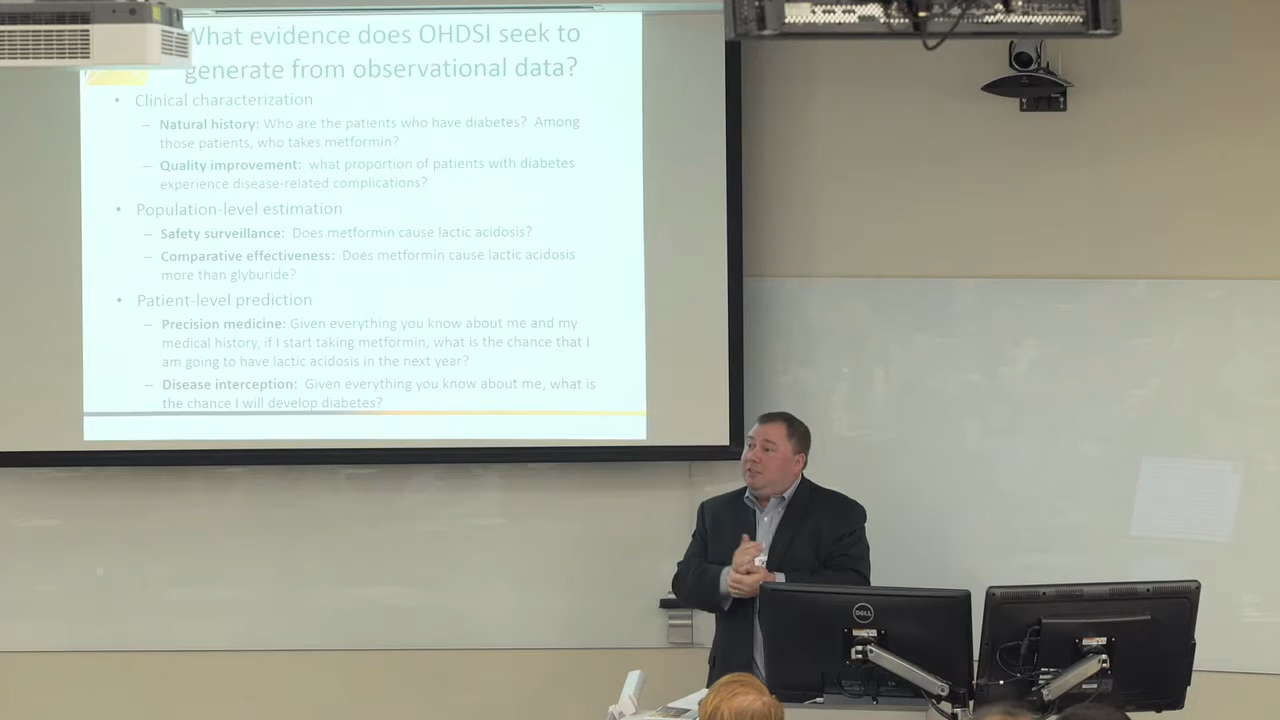 What evidence does OHDSI seek to
generate from observational data?
• Clinical characterization
– Natural history: Who are the patients who have diabetes? Among
those patients, who takes metformin?
– Quality improvement: what proportion of patients with diabetes
experience disease-related complications?
• Population-level estimation
– Safety surveillance: Does metformin cause lactic acidosis?
– Comparative effectiveness: Does metformin cause lactic acidosis
more than glyburide?
• Patient-level prediction
– Precision medicine: Given everything you know about me and my
medical history, if I start taking metformin, what is the chance that I
am going to have lactic acidosis in the next year?
– Disease interception: Given everything you know about me, what is
the chance I will develop diabetes?
DELL